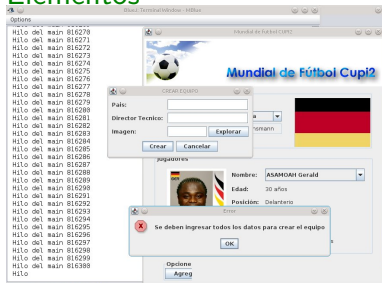 Elementos
BlueJ: Terminal Window - MiBus
Options
Hilo del main 816270
Hilo del main 816271
Hilo del main 816272
Hilo del main 816273
Hilo del main 816274
Hilo del main 816275
Hilo del main 816276
Hilo del main 816277
Hilo del main 816278
Hilo del main 816279
Hilo del main 816280
Hilo del main 816281
Hilo del main 816282
Hilo del main 816283
Hilo del main 816284
Hilo del main 816285
Hilo del main 816286
Hilo del main 816287
Hilo del main 816288
Hilo del main 816289
Hilo del main 816290
Hilo del main 816291
Hilo del main 816292
Hilo del main 816293
Hilo del main 816294
Hilo del main 816295
Hilo del main 816296
Hilo del main 816297
Hilo del main 816298
Hilo del main 816299
Hilo del main 816300
Hilo
Mundial de Fútbol CUPI2
Mundial de Fútbol Cupi2
CREAR EQUIPO
País:
Director Tecnico:
Imagen:
Explorar
Crear
Cancelar
a
nsmann
Jugadores
GER
Nombre: ASAMOAH Gerald
Edad: 30 años
Posición: Delantero
Error
Se deben ingresar todos los datos para crear el equipo
OK
s
Opcione
Agreg